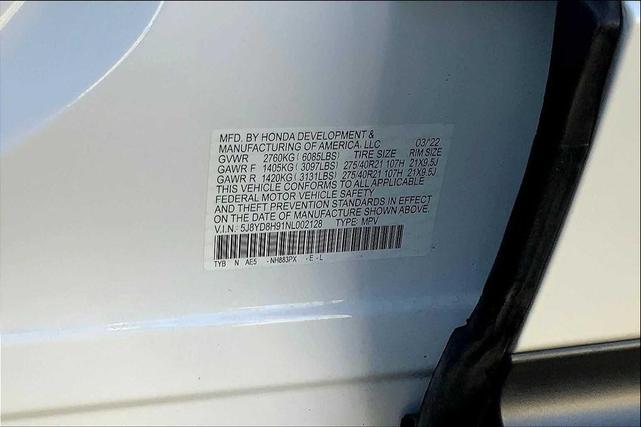 MFD. BY HONDA DEVELOPMENT &
MANUFACTURING OF AMERICA, LLC 03/22
GVWR 2760KG ( 6085LBS) TIRE SIZE RIM SIZE
GAWR F 1405KG ( 3097LBS) 275/40R21 107H 21X9.5J
GAWR R 1420KG ( 3131LBS) 275/40R21 107H 21X9.5J
THIS VEHICLE CONFORMS TO ALL APPLICABLE
FEDERAL MOTOR VEHICLE SAFETY
AND THEFT PREVENTION STANDARDS IN EFFECT
ON THE DATE OF MANUFACTURE SHOWN ABOVE.
V.I.N. : 5J8YD8H91NL002128 TYPE: MPV
TYB N AE5 - NH883PX - E - L